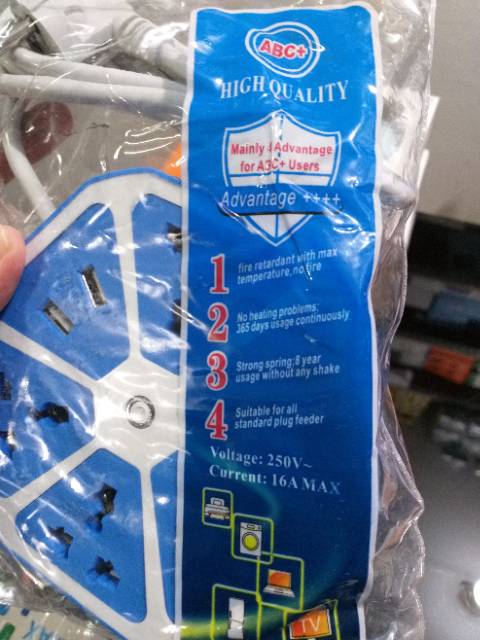 ABC+
HIGH QUALITY
Mainly 4 Advantage
for ABC+ Users
Advantage ++++
1 fire retardant with max
temperature, no fire
2 No healing problems;
365 days usage continuously
3 Strong spring;6 year
usage without any shake
4 Suitable for all
standard plug feeder
Voltage: 250V~
Current: 16A MAX
TV